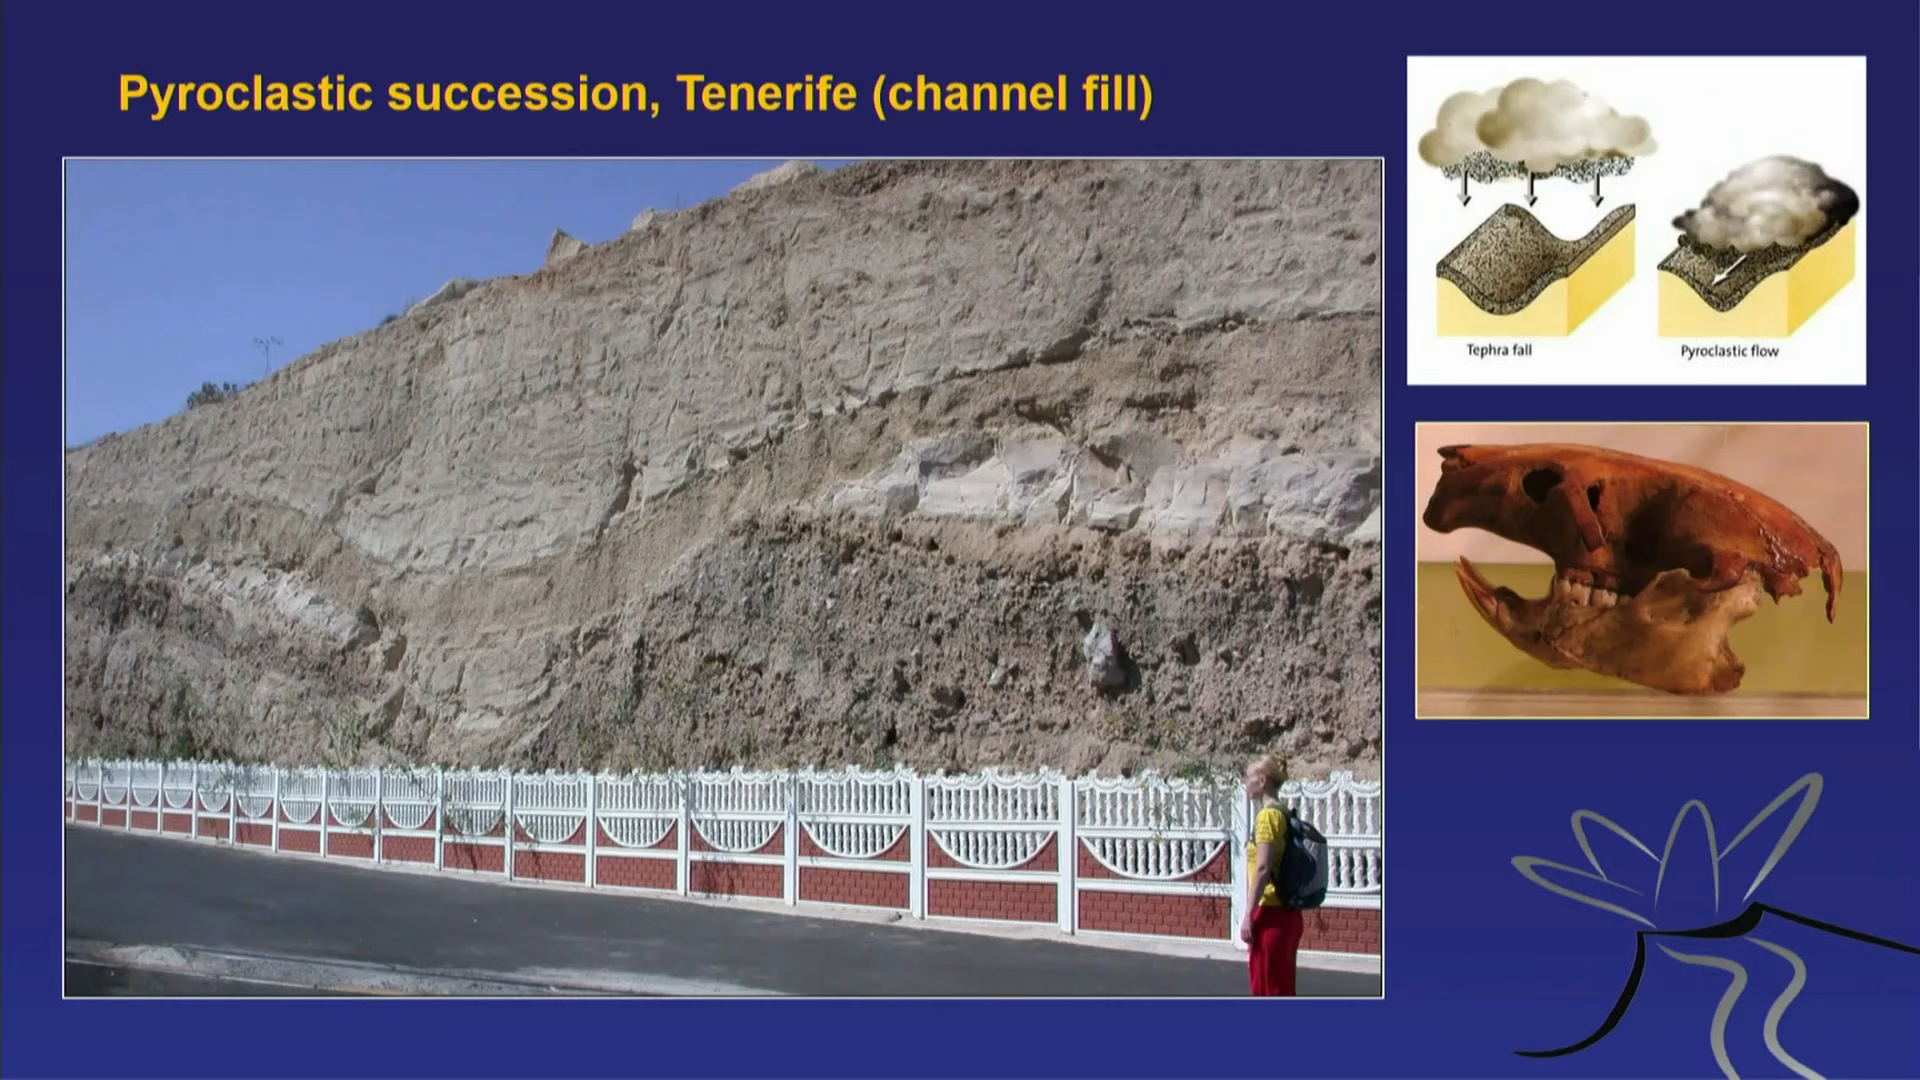 Pyroclastic succession, Tenerife (channel fill)
Tephra fall
Pyroclastic flow